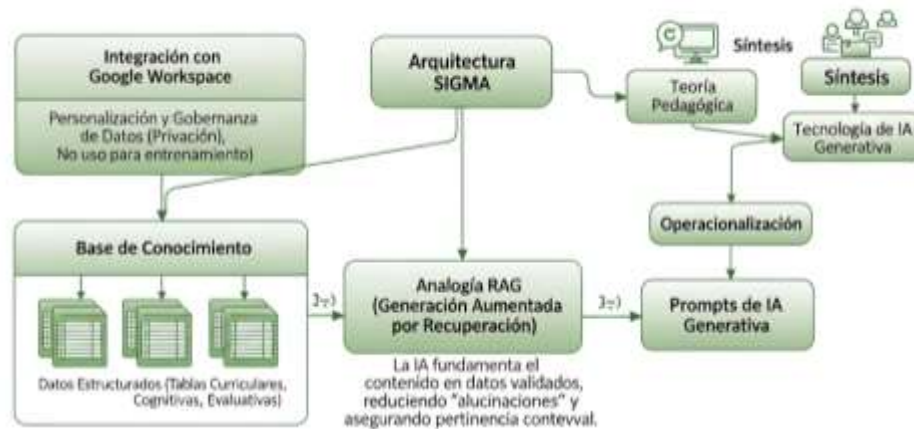 Integración con
Google Workspace
Personalización y Gobernanza
de Datos (Privación),
No uso para entrenamiento)
Arquitectura
SIGMA
Síntesis
Síntesis
Teoría
Pedagógica
Tecnología de IA
Generativa
Operacionalización
Base de Conocimiento
Datos Estructurados (Tablas Curriculares,
Cognitivas, Evaluativas)
Analogía RAG
(Generación Aumentada
por Recuperación)
La IA fundamenta el
contenido en datos validados,
reduciendo "alucinaciones" y
asegurando pertinencia contevval.
Prompts de IA
Generativa